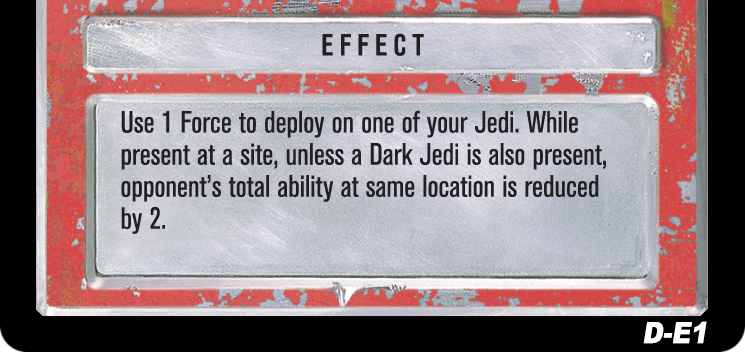 EFFECT
Use 1 Force to deploy on one of your Jedi. While
present at a site, unless a Dark Jedi is also present,
opponent's total ability at same location is reduced
by 2.
D-E1